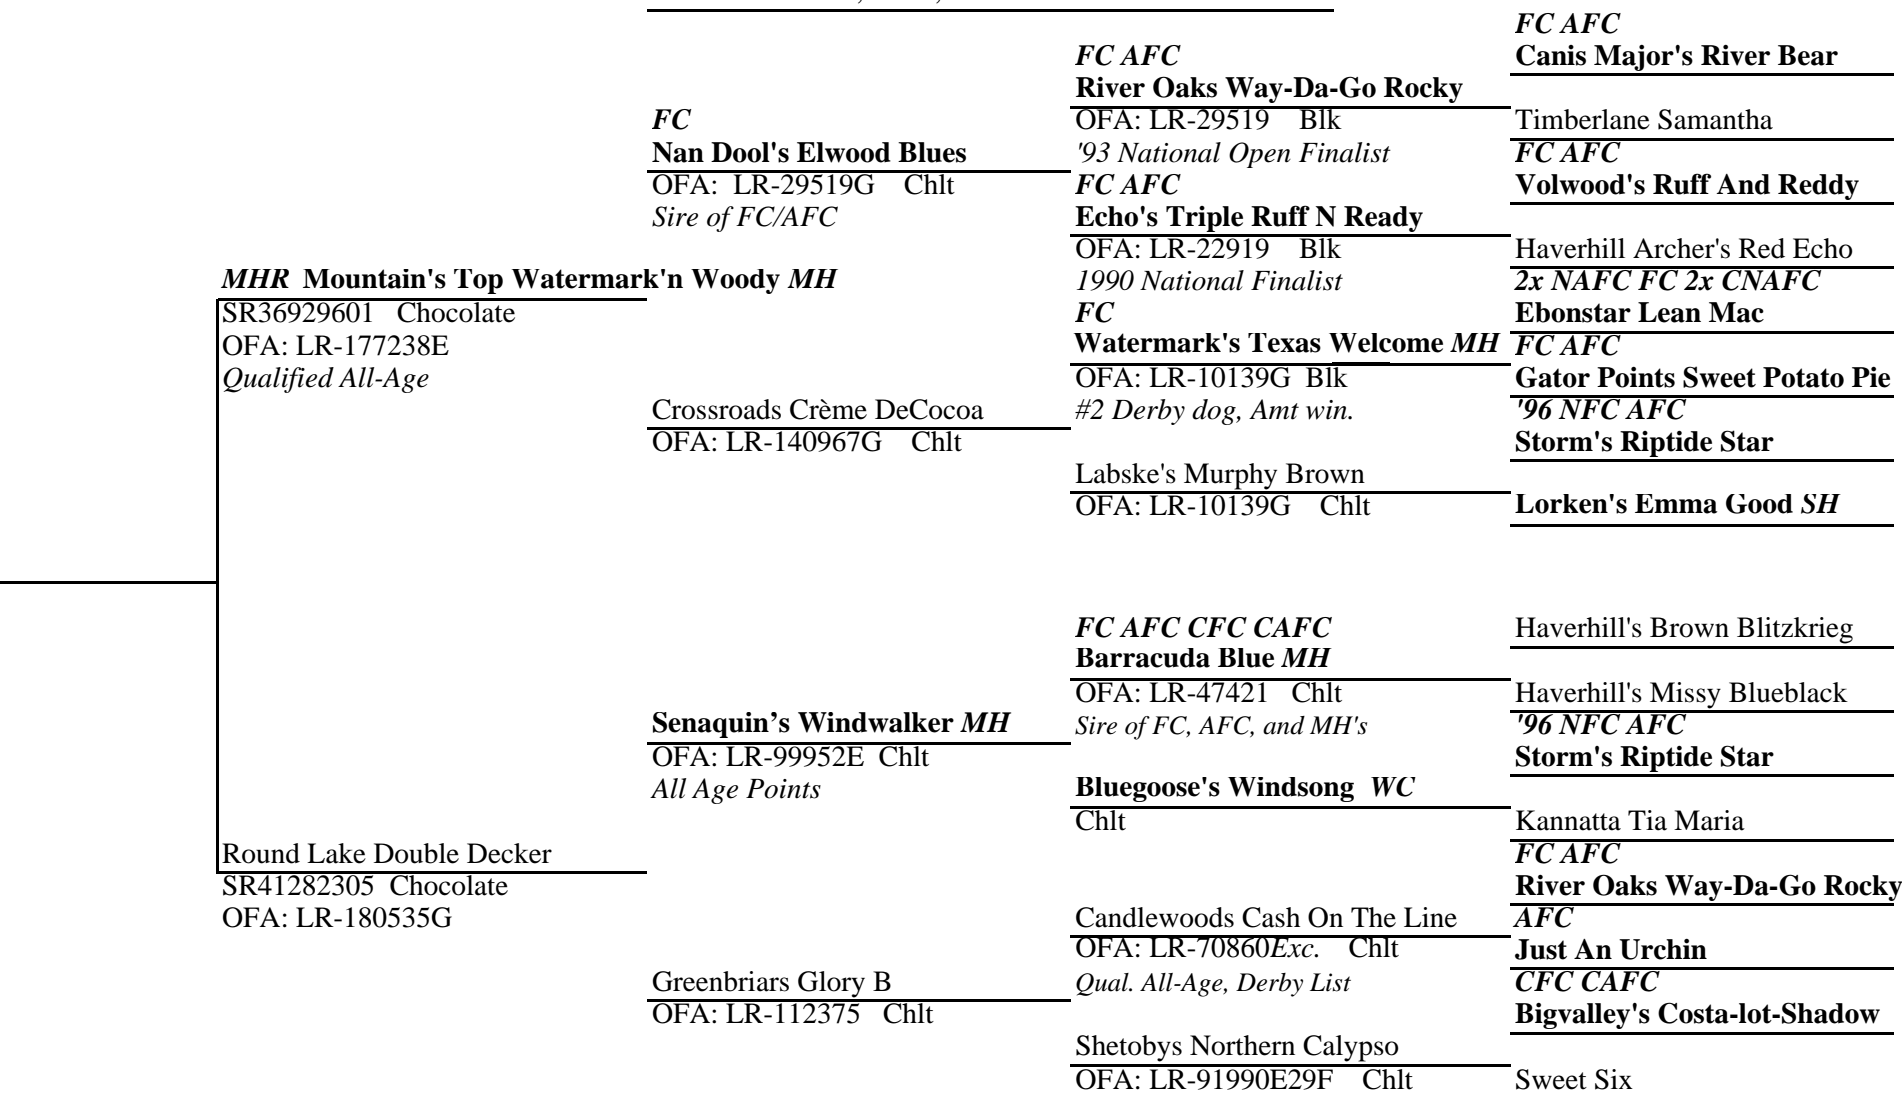 FC AFC
Canis Major's River Bear
FC AFC
River Oaks Way-Da-Go Rocky
OFA: LR-29519 Blk
'93 National Open Finalist
Timberlane Samantha
FC
Nan Dool's Elwood Blues
OFA: LR-29519G Chlt
Sire of FC/AFC
FC AFC
Volwood's Ruff And Reddy
FC AFC
Echo's Triple Ruff N Ready
OFA: LR-22919 Blk
1990 National Finalist
Haverhill Archer's Red Echo
MHR Mountain's Top Watermark'n Woody MH
SR36929601 Chocolate
OFA: LR-177238E
Qualified All-Age
2x NAFC FC 2x CNAFC
Ebonstar Lean Mac
FC
Watermark's Texas Welcome MH
OFA: LR-10139G Blk
#2 Derby dog, Amt win.
FC AFC
Gator Points Sweet Potato Pie
Crossroads Crème DeCocoa
OFA: LR-140967G Chlt
'96 NFC AFC
Storm's Riptide Star
Labske's Murphy Brown
OFA: LR-10139G Chlt
Lorken's Emma Good SH
FC AFC CFC CAFC
Barracuda Blue MH
OFA: LR-47421 Chlt
Sire of FC, AFC, and MH's
Haverhill's Brown Blitzkrieg
Haverhill's Missy Blueblack
Senaquin’s Windwalker MH
OFA: LR-99952E Chlt
All Age Points
'96 NFC AFC
Storm's Riptide Star
Bluegoose's Windsong WC
Chlt
Kannatta Tia Maria
Round Lake Double Decker
SR41282305 Chocolate
OFA: LR-180535G
FC AFC
River Oaks Way-Da-Go Rocky
Candlewoods Cash On The Line
OFA: LR-70860Exc. Chlt
Qual. All-Age, Derby List
AFC
Just An Urchin
Greenbriars Glory B
OFA: LR-112375 Chlt
CFC CAFC
Bigvalley's Costa-lot-Shadow
Shetobys Northern Calypso
OFA: LR-91990E29F Chlt
Sweet Six